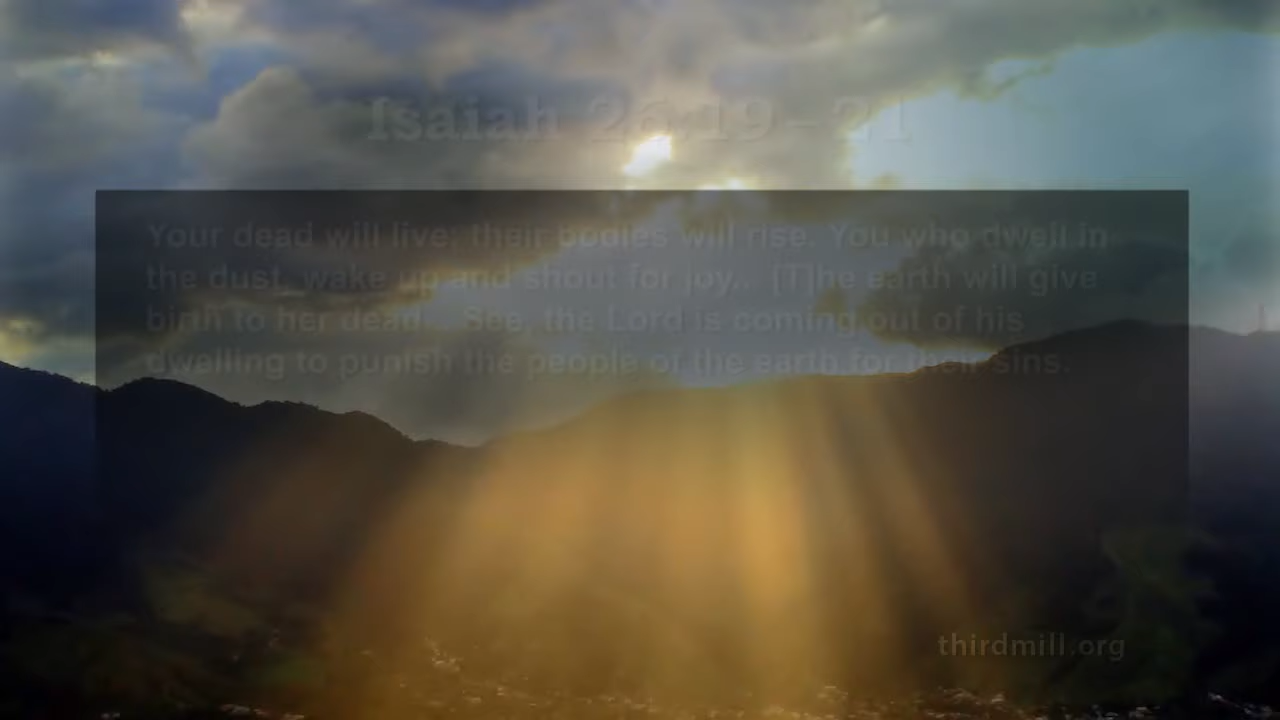 Isaiah 26:19–21
Your dead will live; their bodies will rise. You who dwell in
the dust, wake up and shout for joy... [T]he earth will give
birth to her dead.... See, the Lord is coming out of his
dwelling to punish the people of the earth for their sins.
thirdmill.org